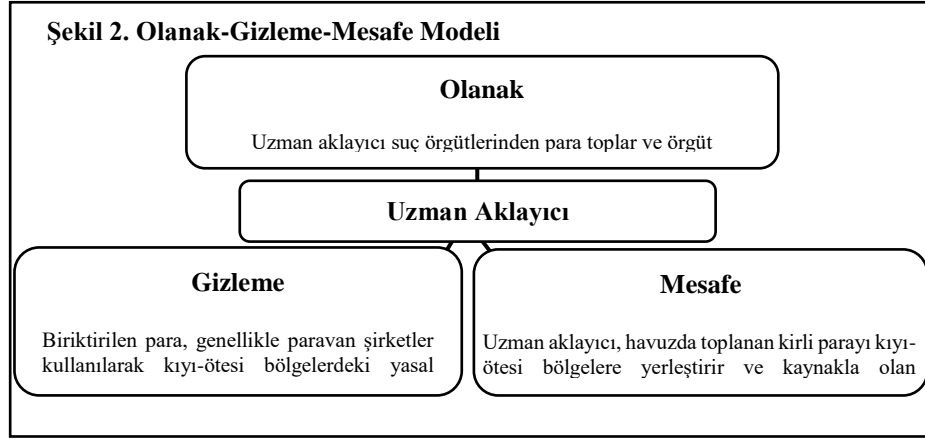 Şekil 2. Olanak-Gizleme-Mesafe Modeli
Olanak
Uzman aklayıcı suç örgütlerinden para toplar ve örgüt
Uzman Aklayıcı
Gizleme
Biriktirilen para, genellikle paravan şirketler
kullanılarak kıyı-ötesi bölgelerdeki yasal
Mesafe
Uzman aklayıcı, havuzda toplanan kirli parayı kıyı-
ötesi bölgelere yerleştirir ve kaynakla olan